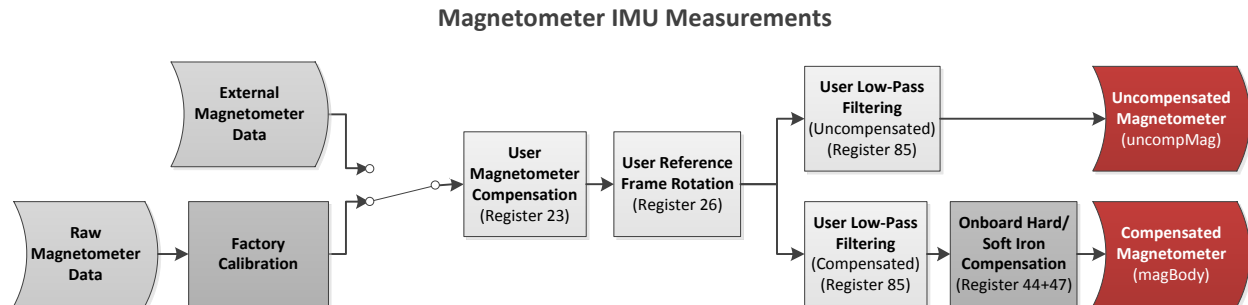 Magnetometer IMU Measurements
External
Magnetometer
Data
Raw
Magnetometer
Data
Factory
Calibration
User
Magnetometer
Compensation
(Register 23)
User Reference
Frame Rotation
(Register 26)
User Low-Pass
Filtering
(Uncompensated)
(Register 85)
Uncompensated
Magnetometer
(uncompMag)
User Low-Pass
Filtering
(Compensated)
(Register 85)
Onboard Hard/
Soft Iron
Compensation
(Register 44+47)
Compensated
Magnetometer
(magBody)